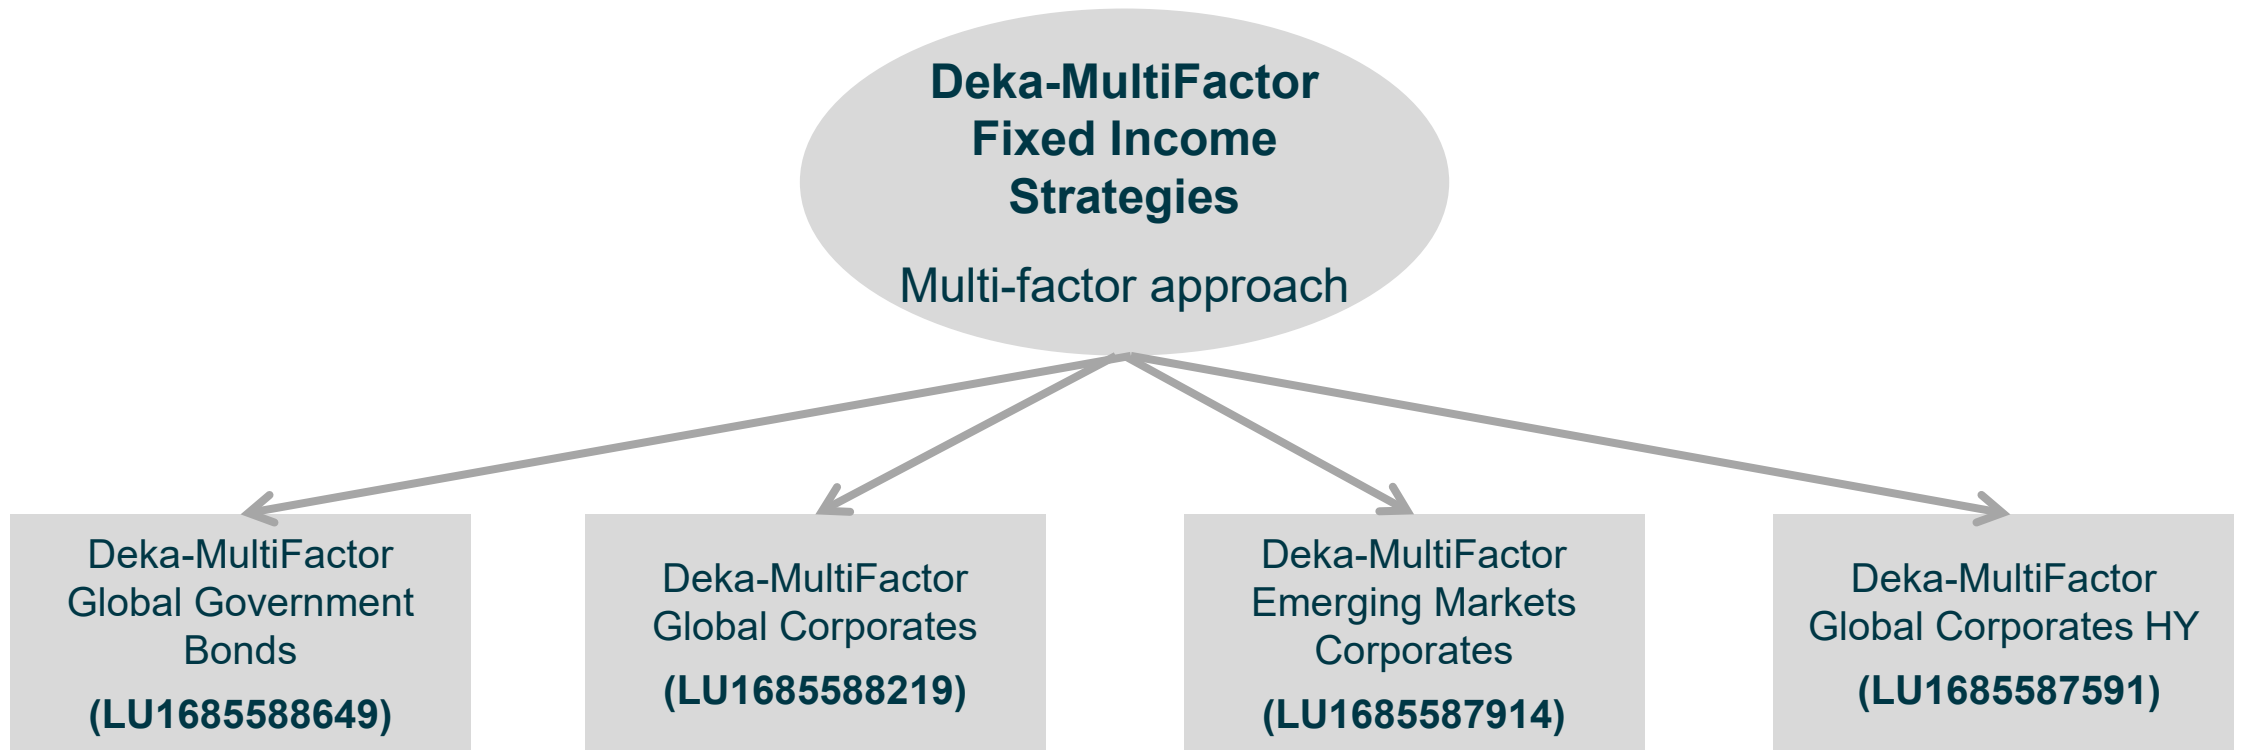 Deka-MultiFactor
Fixed Income
Strategies
Multi-factor approach
Deka-MultiFactor
Global Government
Bonds
(LU1685588649)
Deka-MultiFactor
Global Corporates
(LU1685588219)
Deka-MultiFactor
Emerging Markets
Corporates
(LU1685587914)
Deka-MultiFactor
Global Corporates HY
(LU1685587591)